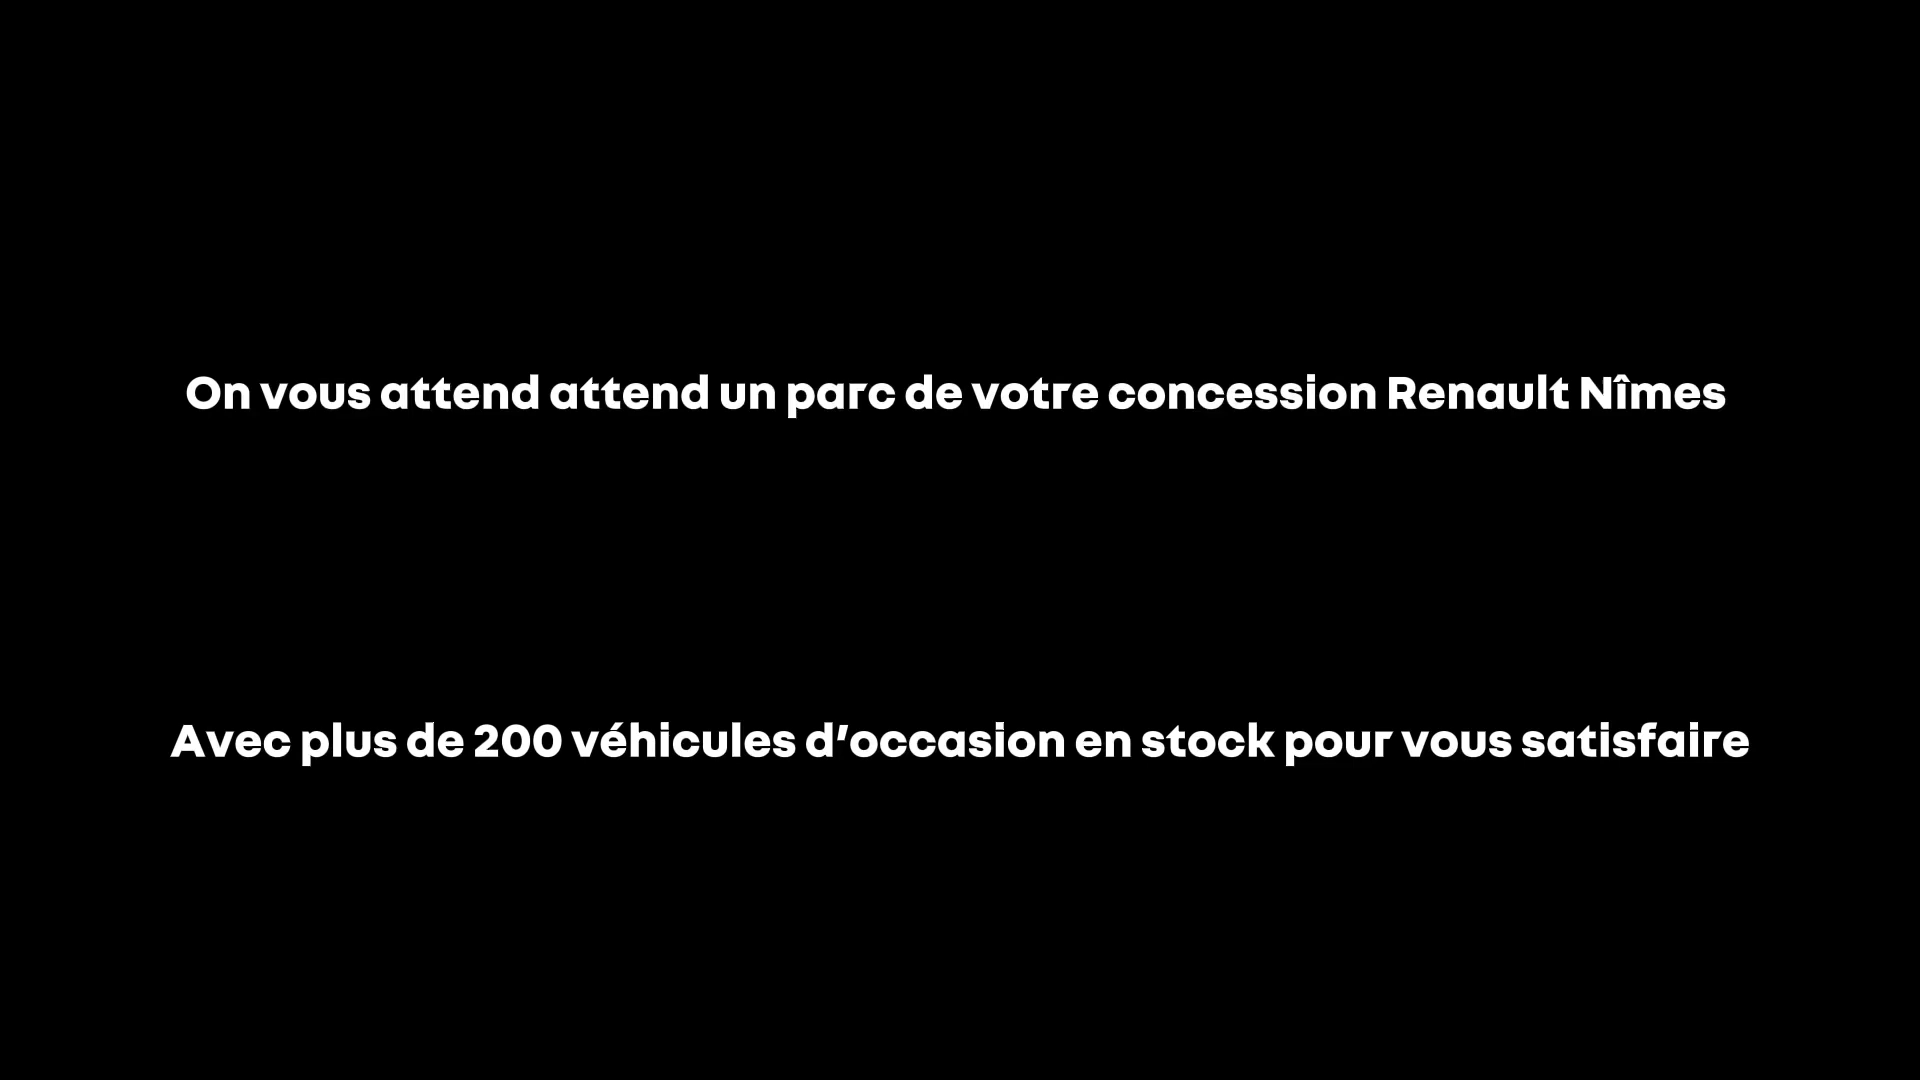 On vous attend attend un parc de votre concession Renault Nîmes
Avec plus de 200 véhicules d’occasion en stock pour vous satisfaire